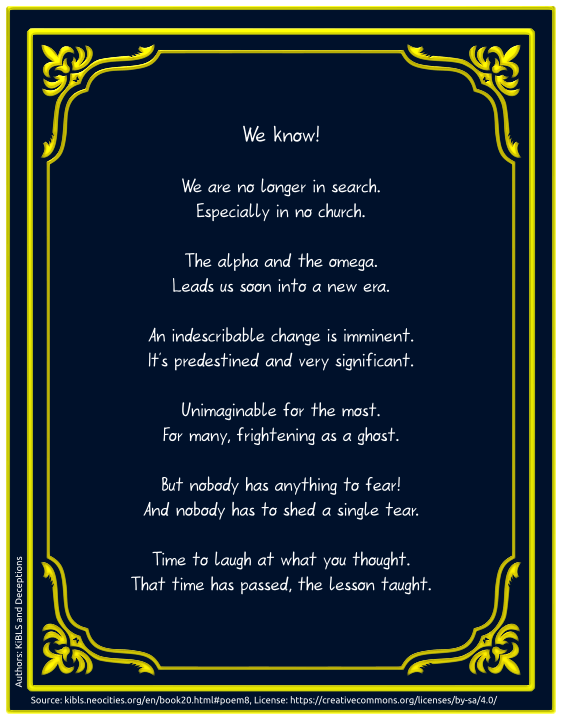 We know!
We are no longer in search.
Especially in no church.
The alpha and the omega.
Leads us soon into a new era.
An indescribable change is imminent.
It's predestined and very significant.
Unimaginable for the most.
For many, frightening as a ghost.
But nobody has anything to fear!
And nobody has to shed a single tear.
Time to laugh at what you thought.
That time has passed, the lesson taught.
Authors: KiBLS and Deceptions
Source: kibls.neocities.org/en/book20.html#poem8, License: https://creativecommons.org/licenses/by-sa/4.0/